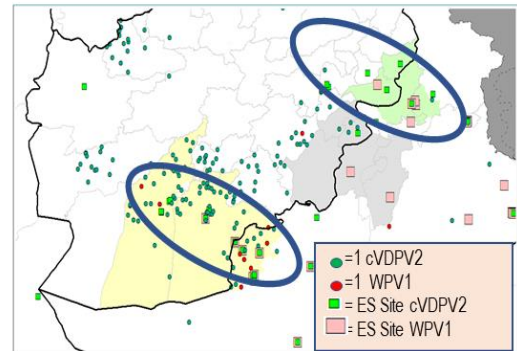 =1 cVDPV2
=1 WPV1
= ES Site cVDPV2
= ES Site WPV1